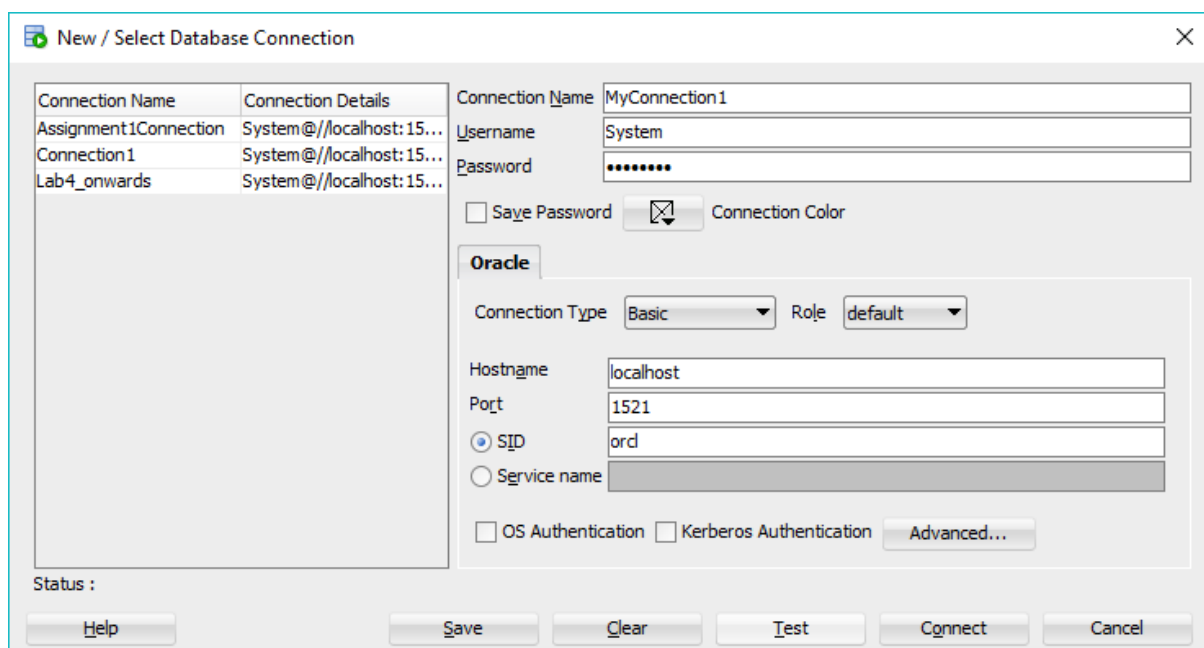 New / Select Database Connection
Connection Name Connection Details
Assignment1Connection System@//localhost:15...
Connection1 System@//localhost:15...
Lab4_onwards System@//localhost:15...
Connection Name MyConnection1
Username System
Password ••••••••
Save Password Connection Color
Oracle
Connection Type Basic Role default
Hostname localhost
Port 1521
SID orcl
Service name
OS Authentication Kerberos Authentication Advanced...
Status :
Help Save Clear Test Connect Cancel